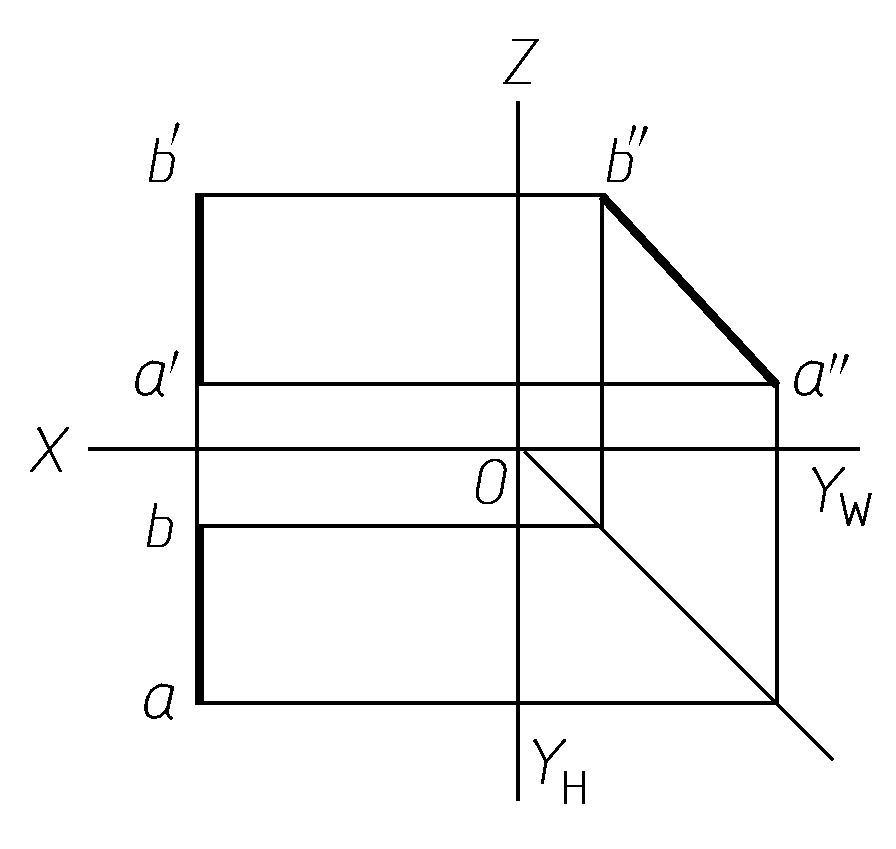 Z
b' b"
a' a"
X O Y_W
b
a
Y_H